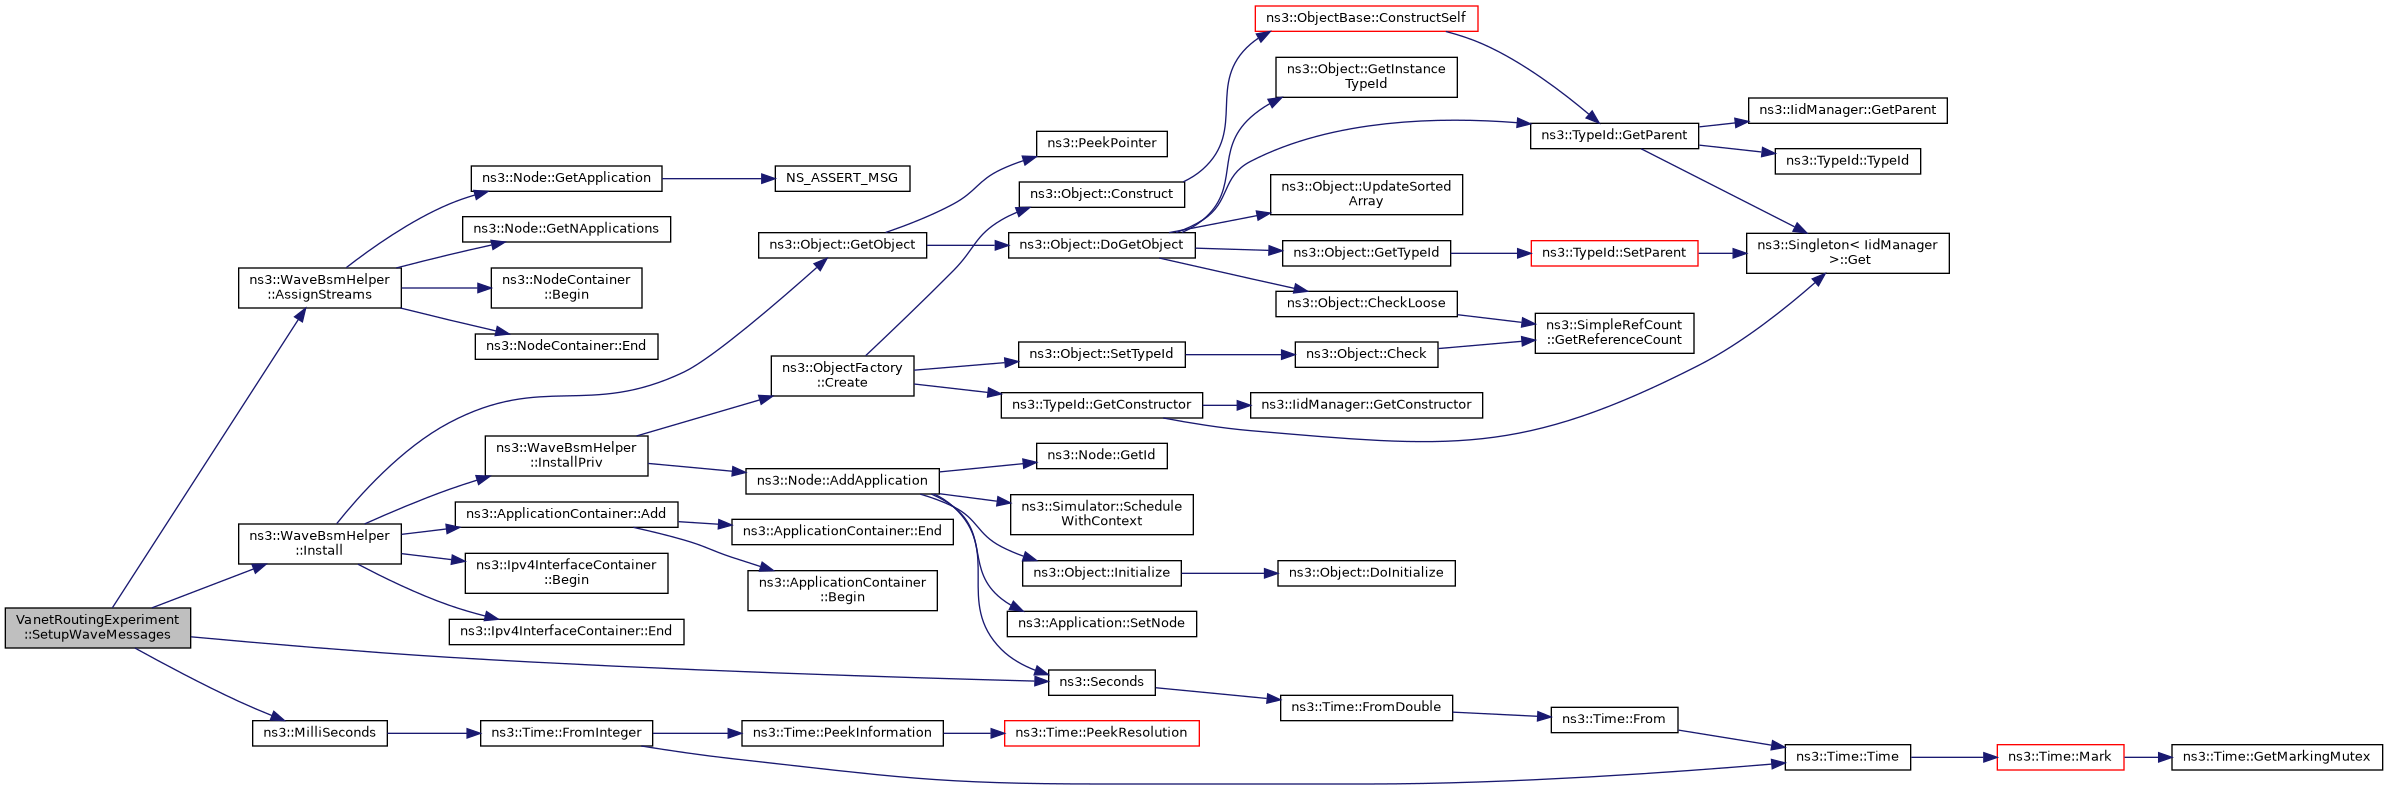 VanetRoutingExperiment
::SetupWaveMessages
ns3::WaveBsmHelper
::AssignStreams
ns3::Node::GetApplication
NS_ASSERT_MSG
ns3::Node::GetNApplications
ns3::NodeContainer
::Begin
ns3::NodeContainer::End
ns3::WaveBsmHelper
::Install
ns3::Object::GetObject
ns3::PeekPointer
ns3::Object::DoGetObject
ns3::Object::GetInstance
TypeId
ns3::TypeId::GetParent
ns3::IidManager::GetParent
ns3::TypeId::TypeId
ns3::Singleton< IidManager
>::Get
ns3::Object::UpdateSorted
Array
ns3::Object::GetTypeId
ns3::TypeId::SetParent
ns3::Object::CheckLoose
ns3::SimpleRefCount
::GetReferenceCount
ns3::WaveBsmHelper
::InstallPriv
ns3::ObjectFactory
::Create
ns3::Object::Construct
ns3::ObjectBase::ConstructSelf
ns3::Object::SetTypeId
ns3::Object::Check
ns3::TypeId::GetConstructor
ns3::IidManager::GetConstructor
ns3::Node::AddApplication
ns3::Node::GetId
ns3::Simulator::Schedule
WithContext
ns3::Object::Initialize
ns3::Object::DoInitialize
ns3::Application::SetNode
ns3::Seconds
ns3::Time::FromDouble
ns3::Time::From
ns3::Time::Time
ns3::Time::Mark
ns3::Time::GetMarkingMutex
ns3::ApplicationContainer::Add
ns3::ApplicationContainer::End
ns3::ApplicationContainer
::Begin
ns3::Ipv4InterfaceContainer
::Begin
ns3::Ipv4InterfaceContainer::End
ns3::MilliSeconds
ns3::Time::FromInteger
ns3::Time::PeekInformation
ns3::Time::PeekResolution